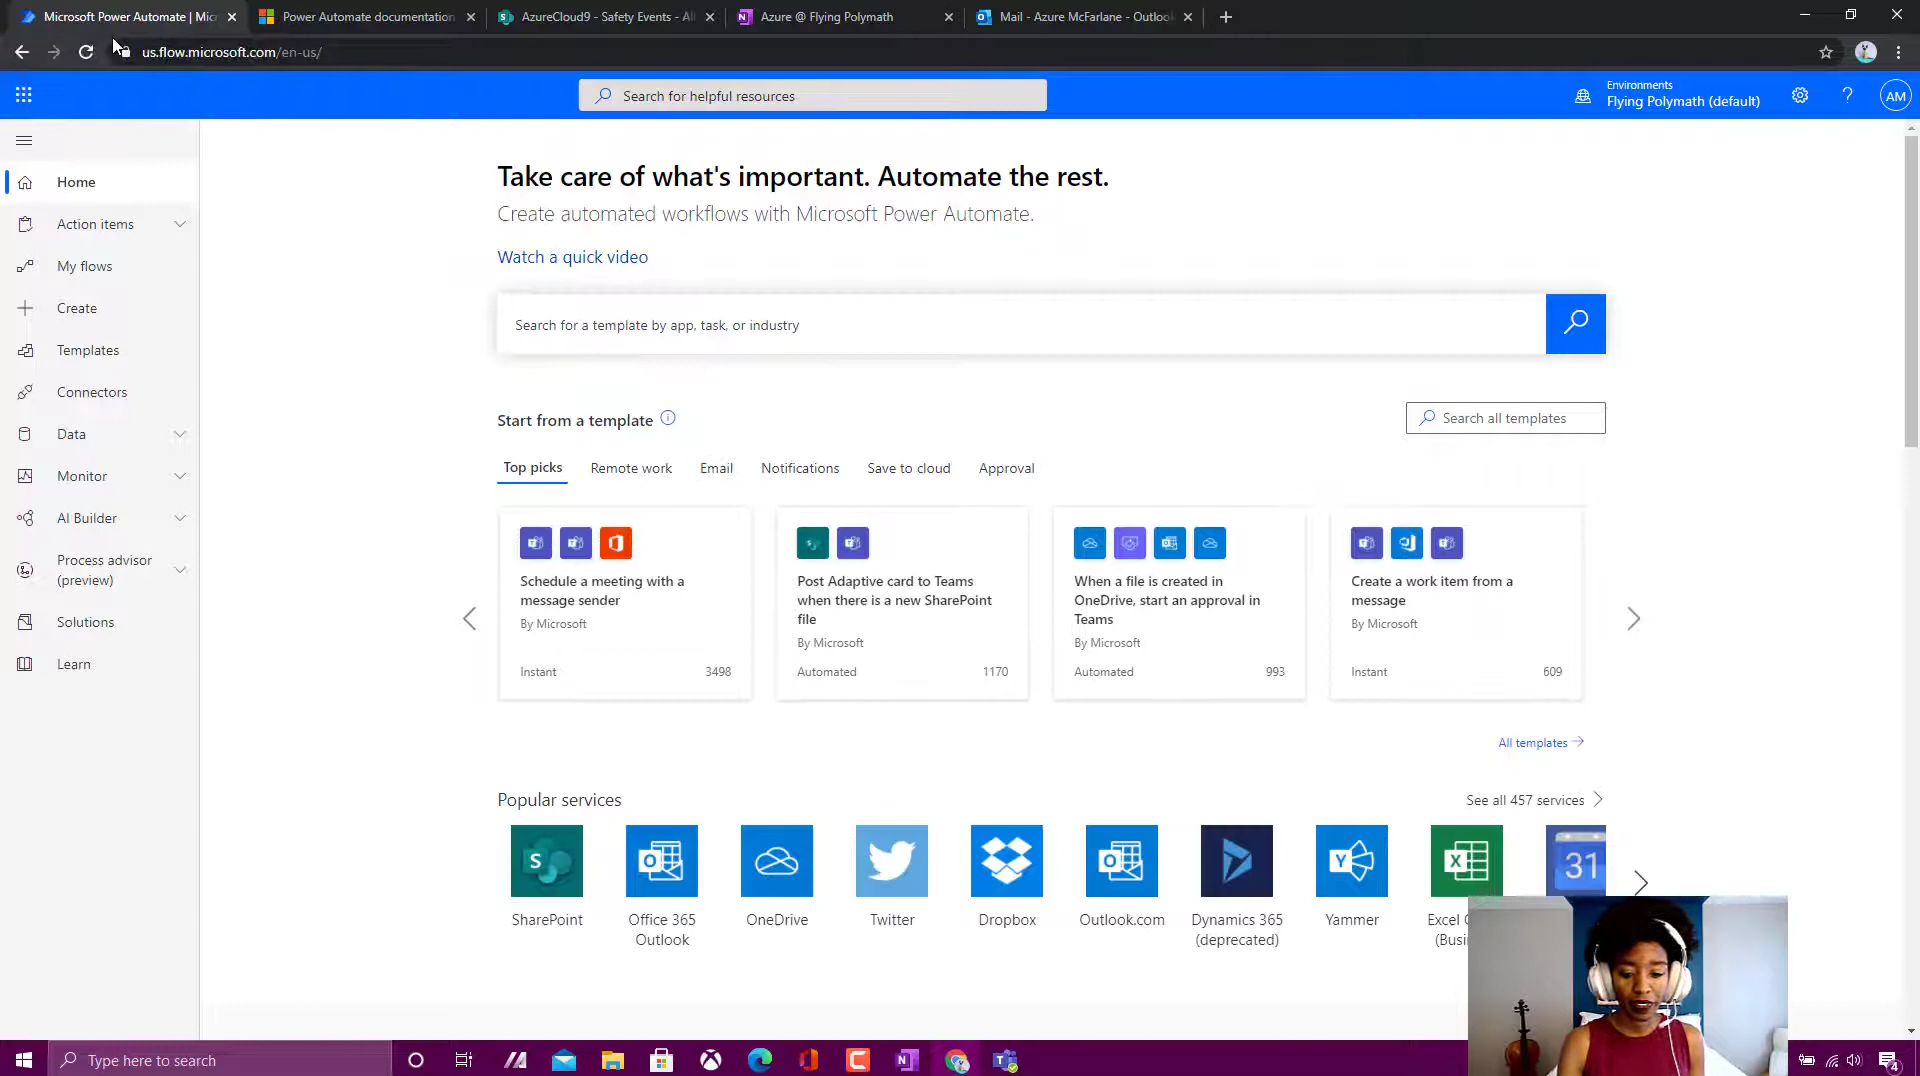 Microsoft Power Automate | Mic
Power Automate documentation
AzureCloud9 - Safety Events - All
Azure @ Flying Polymath
Mail - Azure McFarlane - Outlook
us.flow.microsoft.com/en-us/
Search for helpful resources
Environments
Flying Polymath (default)
AM
Home
Action items
My flows
Create
Templates
Connectors
Data
Monitor
AI Builder
Process advisor
(preview)
Solutions
Learn
Take care of what's important. Automate the rest.
Create automated workflows with Microsoft Power Automate.
Watch a quick video
Search for a template by app, task, or industry
Start from a template
Search all templates
Top picks
Remote work
Email
Notifications
Save to cloud
Approval
Schedule a meeting with a
message sender
By Microsoft
Instant 3498
Post Adaptive card to Teams
when there is a new SharePoint
file
By Microsoft
Automated 1170
When a file is created in
OneDrive, start an approval in
Teams
By Microsoft
Automated 993
Create a work item from a
message
By Microsoft
Instant 609
All templates
Popular services
See all 457 services
31
SharePoint
Office 365
Outlook
OneDrive
Twitter
Dropbox
Outlook.com
Dynamics 365
(deprecated)
Yammer
Excel
(Busi
Type here to search
4